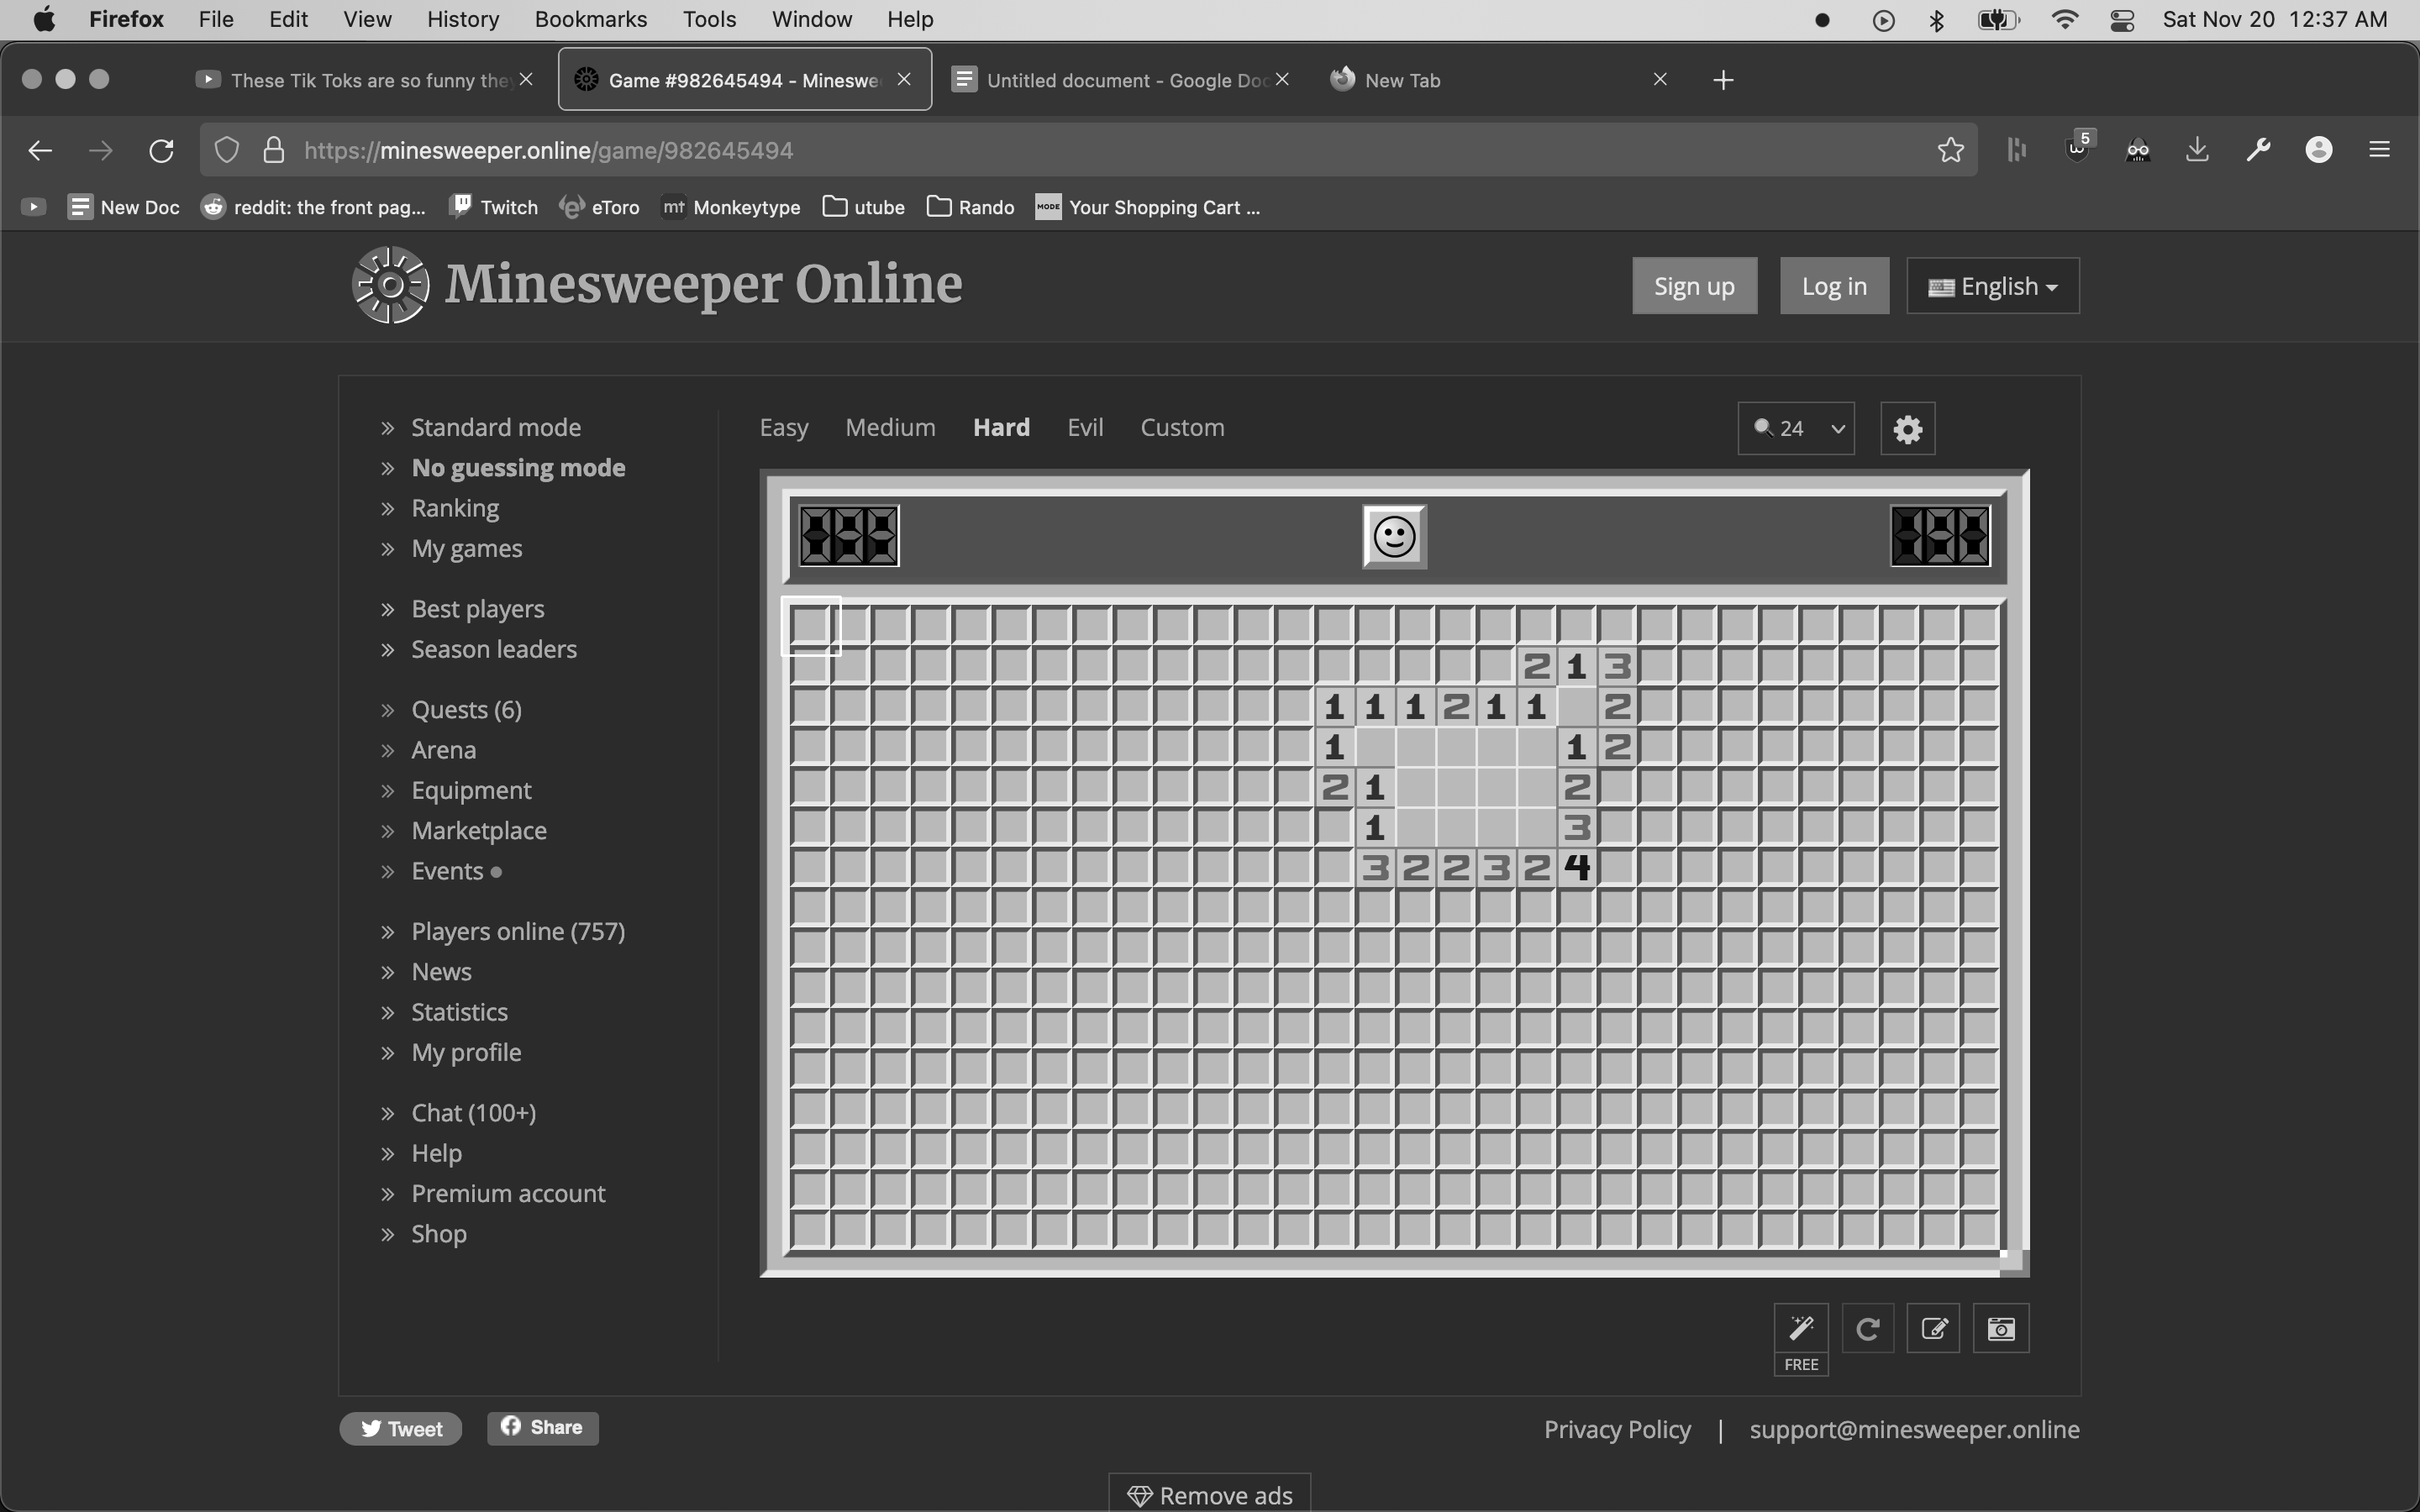 Firefox File Edit View History Bookmarks Tools Window Help Sat Nov 20 12:37 AM
These Tik Toks are so funny they Game #982645494 - Mineswe Untitled document - Google Doc New Tab
https://minesweeper.online/game/982645494 5
New Doc reddit: the front pag... Twitch eToro mt Monkeytype utube Rando MODE Your Shopping Cart ...
Minesweeper Online
Sign up Log in English
Standard mode
No guessing mode
Ranking
My games
Best players
Season leaders
Quests (6)
Arena
Equipment
Marketplace
Events
Players online (757)
News
Statistics
My profile
Chat (100+)
Help
Premium account
Shop
Easy Medium Hard Evil Custom 24
2 1 3
1 1 1 2 1 1 2
1 1 2
2 1 2
1 3
3 2 2 3 2 4
FREE
Tweet Share
Privacy Policy | support@minesweeper.online
Remove ads